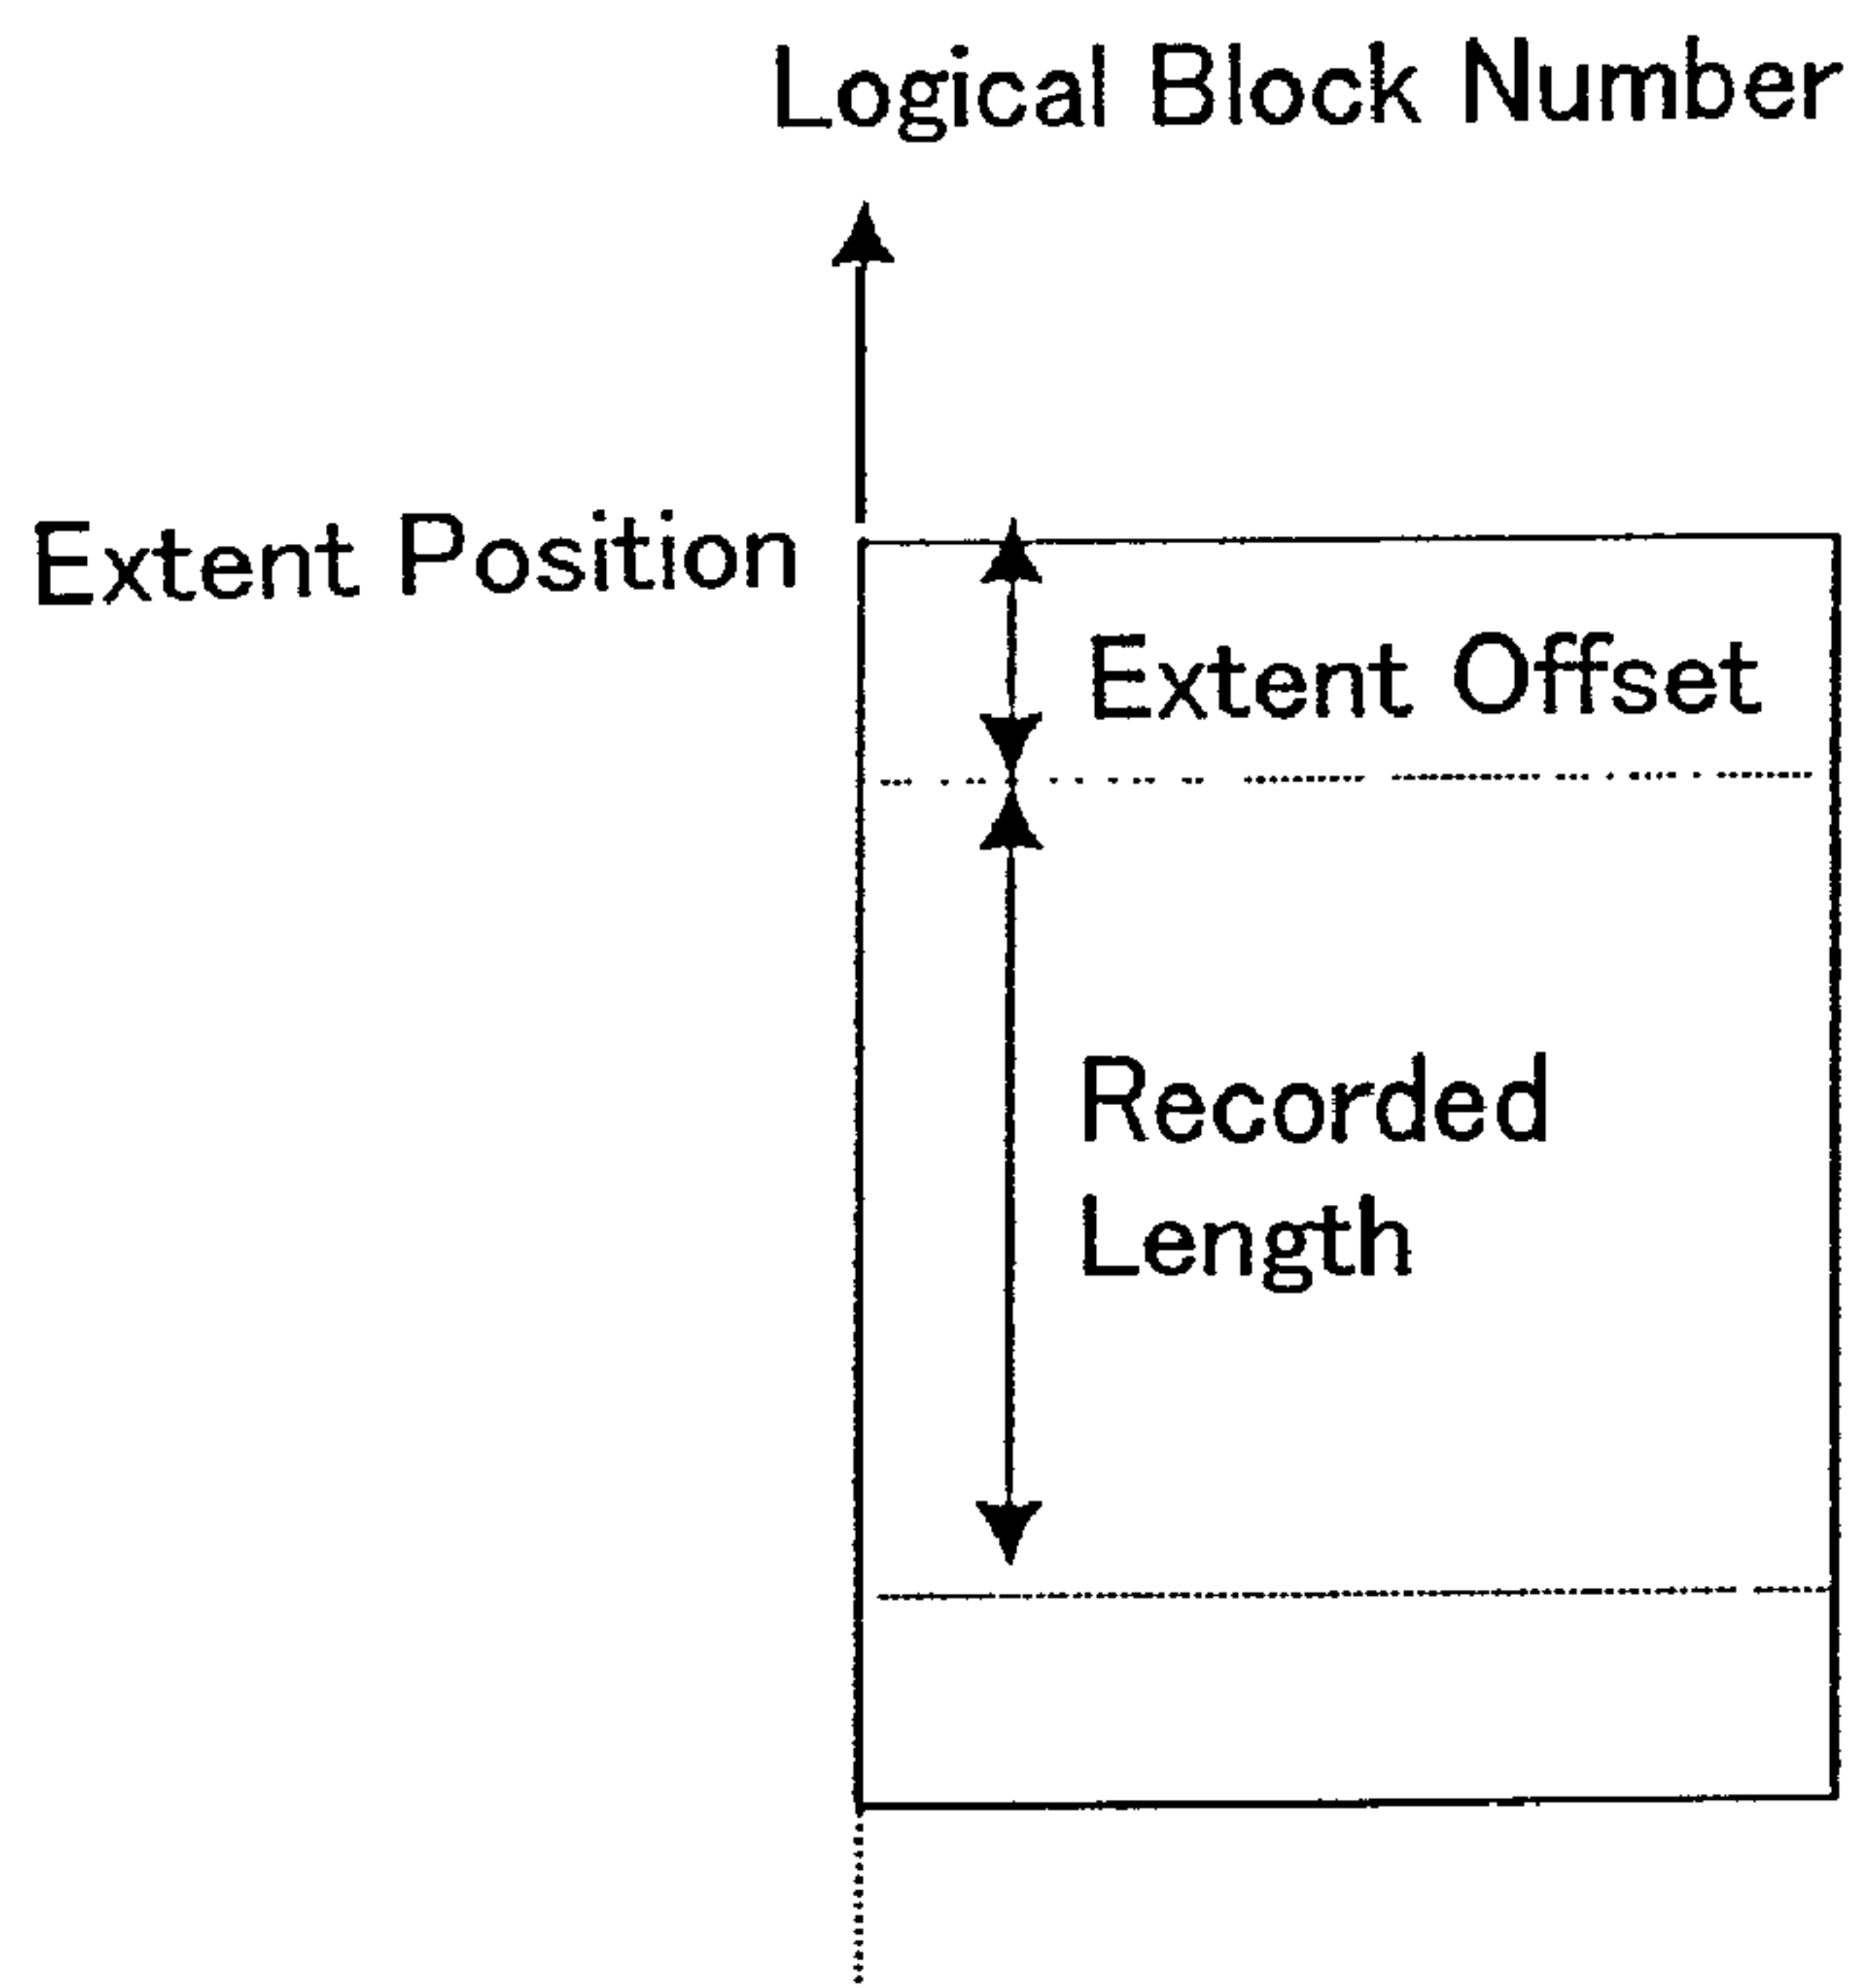 Logical Block Number
Extent Position
Extent Offset
Recorded
Length